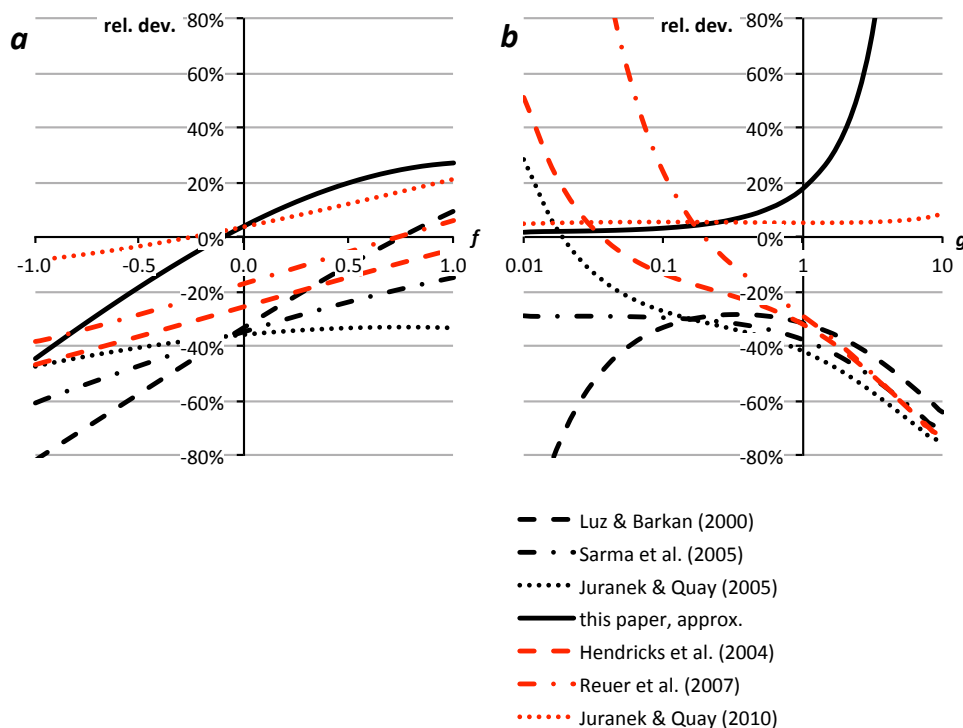 a
rel. dev.
80%
60%
40%
20%
0%
-20%
-40%
-60%
-80%
-1.0
-0.5
0.0
0.5
1.0
f
b
rel. dev.
80%
60%
40%
20%
0%
-20%
-40%
-60%
-80%
0.01
0.1
1
10
g
Luz & Barkan (2000)
Sarma et al. (2005)
Juranek & Quay (2005)
this paper, approx.
Hendricks et al. (2004)
Reuer et al. (2007)
Juranek & Quay (2010)